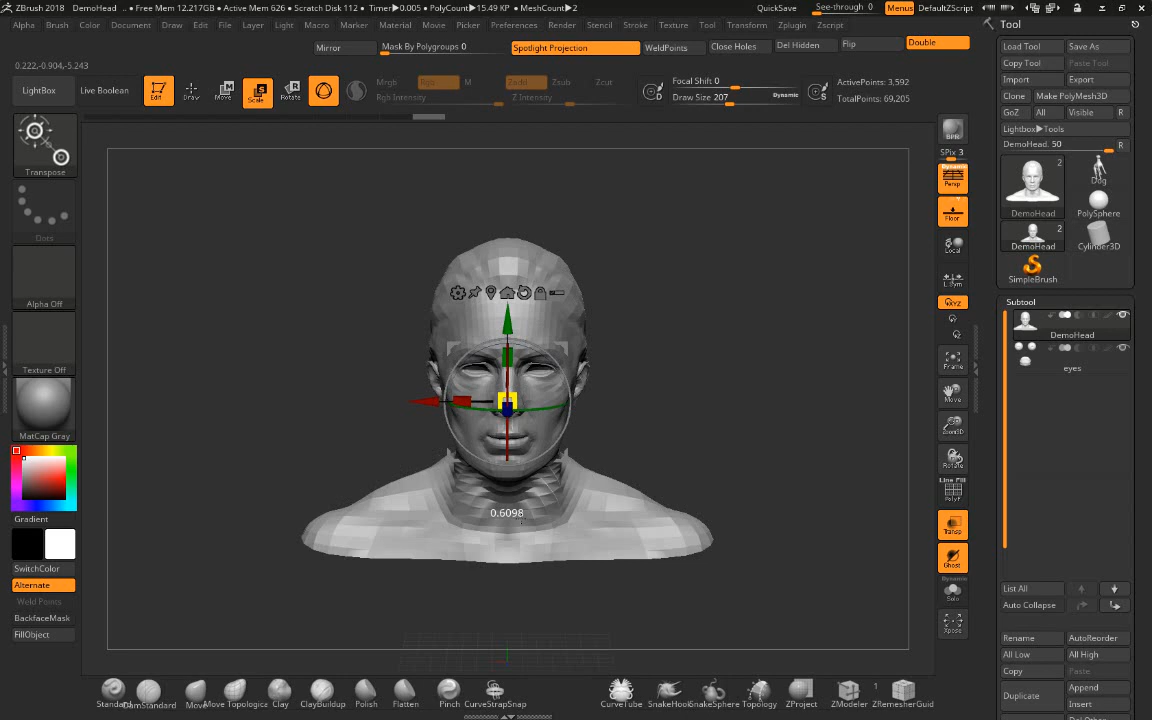 ZBrush 2018 DemoHead .. ● Free Mem 12.217GB ● Active Mem 626 ● Scratch Disk 112 ● Timer▶0.005 ● PolyCount▶15.49 KP ● MeshCount▶2 QuickSave See-through 0 Menus DefaultZScript
Alpha Brush Color Document Draw Edit File Layer Light Macro Marker Material Movie Picker Preferences Render Stencil Stroke Texture Tool Transform Zplugin Zscript
Mirror Mask By Polygroups 0 M Spotlight Projection WeldPoints Close Holes Del Hidden Flip Double
0.222,-0.904,-5.243
LightBox Live Boolean Edit Draw Move Scale Rotate
Mrgb Rgb M Zadd Zsub Zcut
Rgb Intensity Z Intensity
Focal Shift 0
Draw Size 207 Dynamic
ActivePoints: 3,592
TotalPoints: 69,205
Transpose
Dots
Alpha Off
Texture Off
MatCap Gray
Gradient
SwitchColor
Alternate
Weld Points
BackfaceMask
FillObject
0.6098
BPR
SPix 3
Dynamic
Persp
Floor
Local
L.Sym
XYZ
Frame
Move
Zoom3D
Rotate
Line Fill
PolyF
Transp
Ghost
Dynamic
Solo
Xpose
Tool
Load Tool Save As
Copy Tool Paste Tool
Import Export
Clone Make PolyMesh3D
GoZ All Visible R
Lightbox▶Tools
DemoHead. 50 R
2
DemoHead Dog
PolySphere
2
DemoHead Cylinder3D
SimpleBrush
Subtool
DemoHead
eyes
List All
Auto Collapse
Rename AutoReorder
All Low All High
Copy Paste
Duplicate Append
Insert
Standard DamStandard Move Move Topological Clay ClayBuildup Polish Flatten Pinch CurveStrapSnap CurveTube SnakeHook SnakeSphere Topology ZProject ZModeler 1 ZRemesherGuid